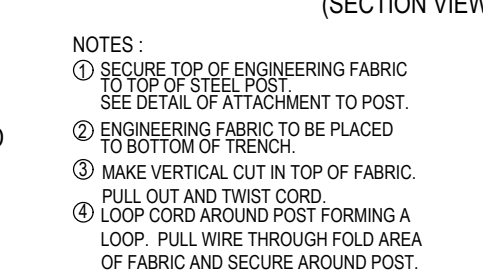 (SECTION VIEW
NOTES :
① SECURE TOP OF ENGINEERING FABRIC
TO TOP OF STEEL POST.
SEE DETAIL OF ATTACHMENT TO POST.
② ENGINEERING FABRIC TO BE PLACED
TO BOTTOM OF TRENCH.
③ MAKE VERTICAL CUT IN TOP OF FABRIC.
PULL OUT AND TWIST CORD.
④ LOOP CORD AROUND POST FORMING A
LOOP. PULL WIRE THROUGH FOLD AREA
OF FABRIC AND SECURE AROUND POST.